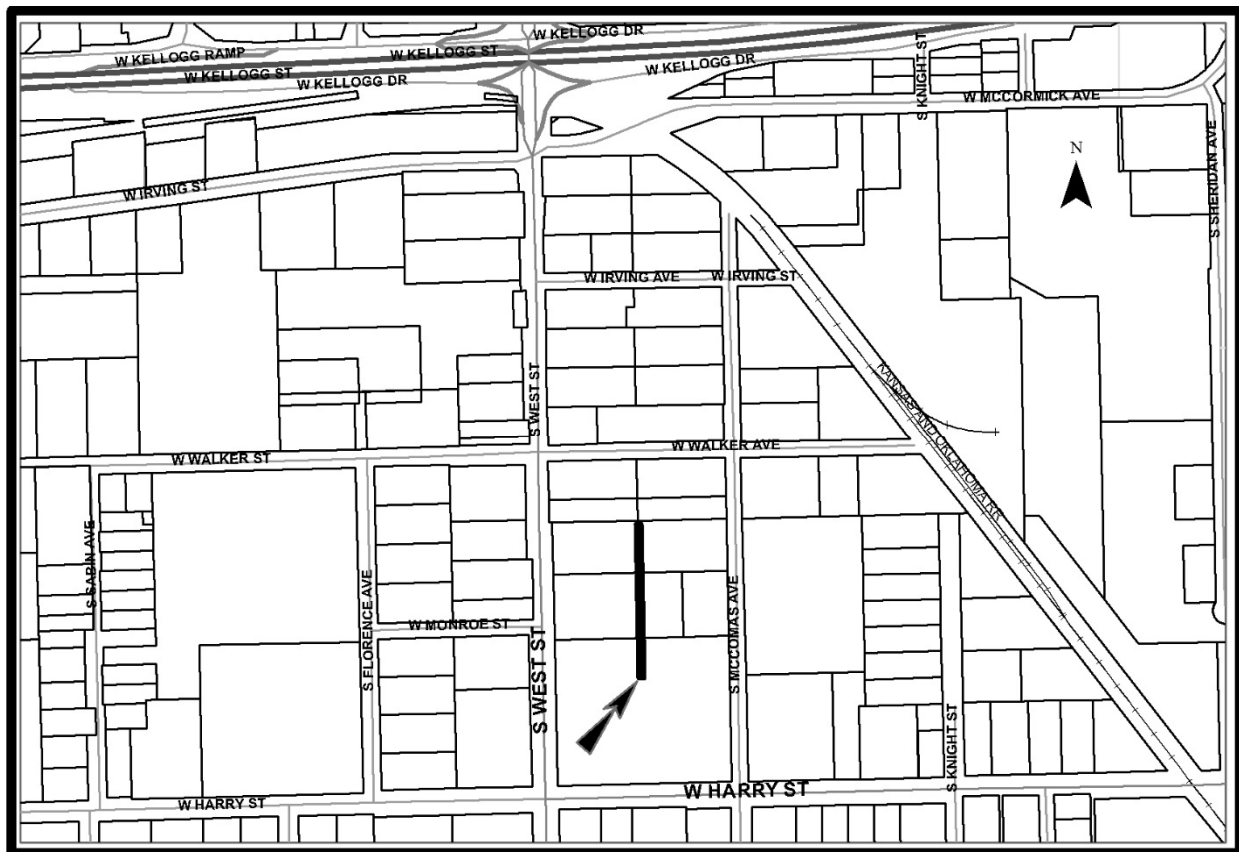 W KELLOGG DR
W KELLOGG RAMP
W KELLOGG ST
W KELLOGG ST
W KELLOGG DR
W KELLOGG DR
S KNIGHT ST
W MCCORMICK AVE
N
S SHERIDAN AVE
W IRVING ST
W IRVING AVE
W IRVING ST
S WEST ST
KANSAS AND OKLAHOMA RR
W WALKER ST
W WALKER AVE
S SABIN AVE
S FLORENCE AVE
W MONROE ST
S WEST ST
S MCCOMAS AVE
S KNIGHT ST
W HARRY ST
W HARRY ST